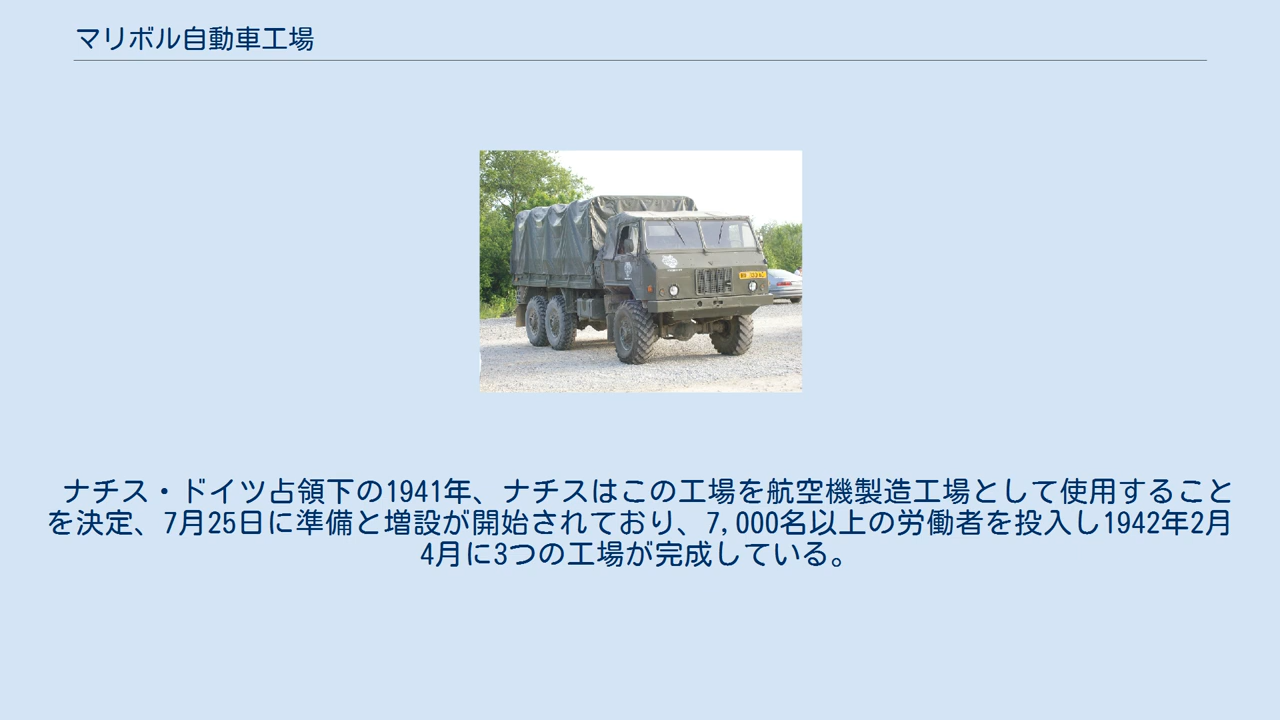 マリボル自動車工場
ナチス・ドイツ占領下の1941年、ナチスはこの工場を航空機製造工場として使用すること
を決定、7月25日に準備と増設が開始されており、7,000名以上の労働者を投入し1942年2月
4月に3つの工場が完成している。